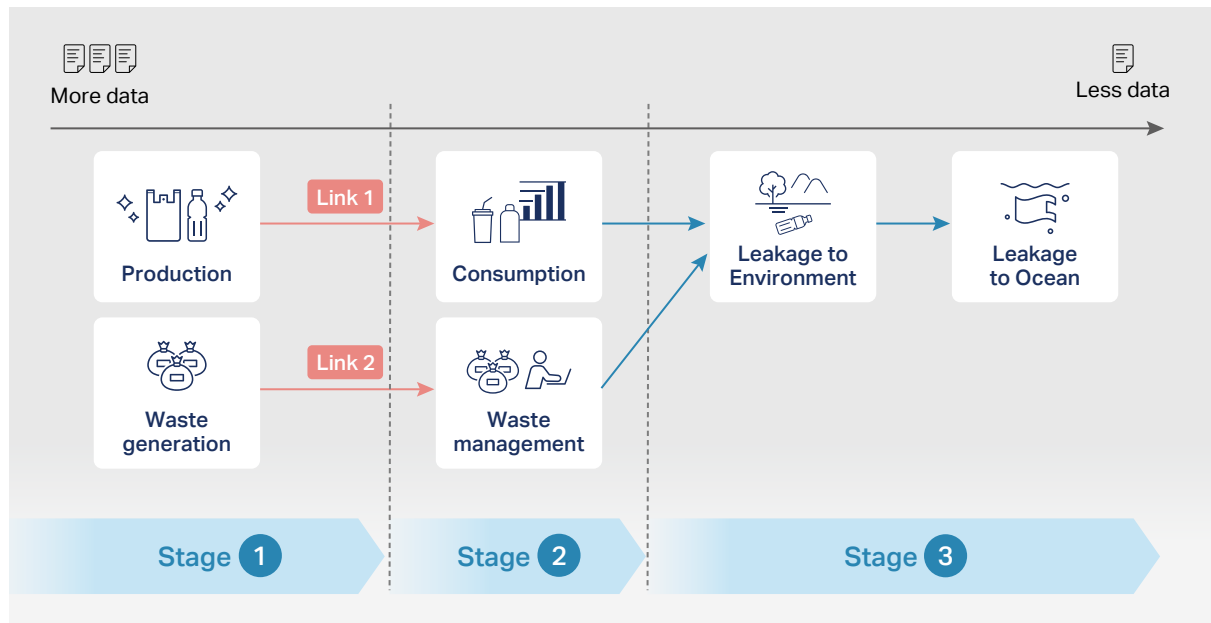 More data
Less data
Link 1
Production
Consumption
Leakage to
Environment
Leakage
to Ocean
Link 2
Waste
generation
Waste
management
Stage 1
Stage 2
Stage 3